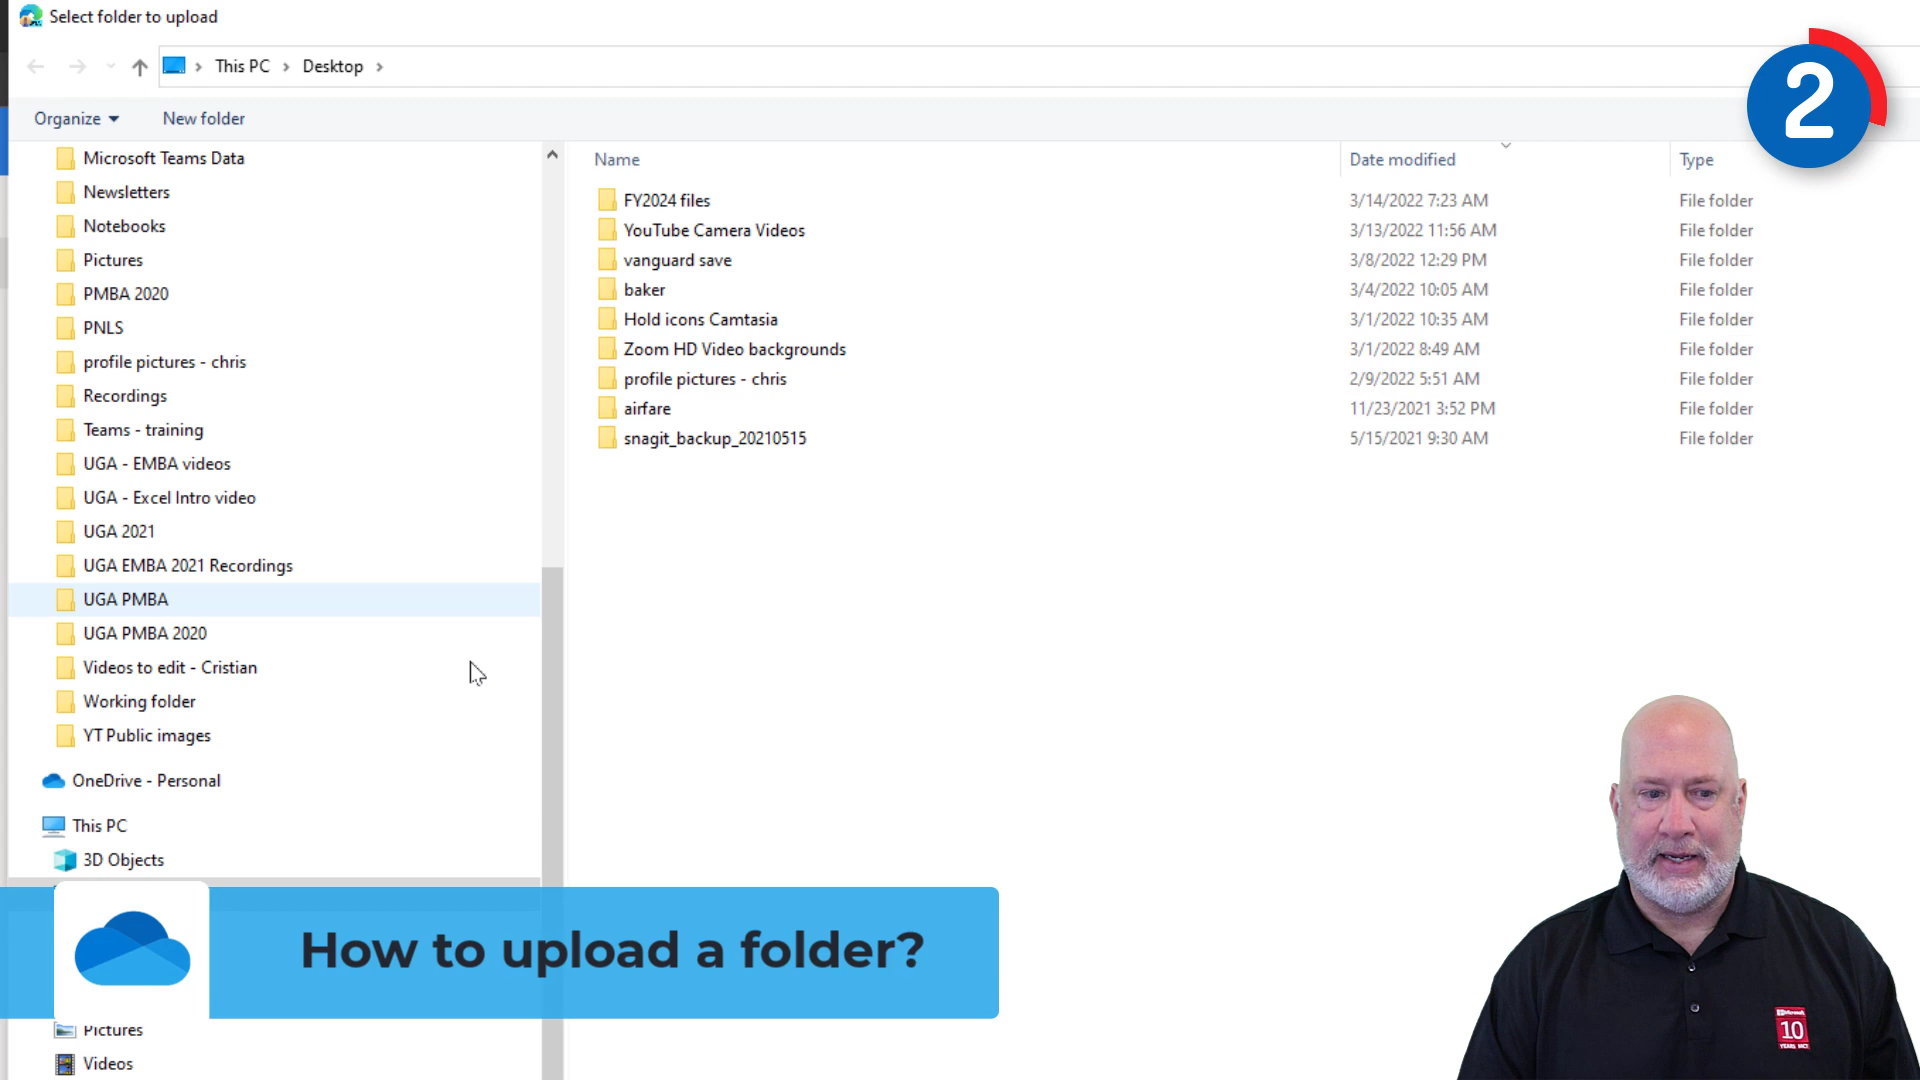 Select folder to upload
This PC > Desktop >
Organize
New folder
2
Microsoft Teams Data
Newsletters
Notebooks
Pictures
PMBA 2020
PNLS
profile pictures - chris
Recordings
Teams - training
UGA - EMBA videos
UGA - Excel Intro video
UGA 2021
UGA EMBA 2021 Recordings
UGA PMBA
UGA PMBA 2020
Videos to edit - Cristian
Working folder
YT Public images
OneDrive - Personal
This PC
3D Objects
Pictures
Videos
Name Date modified Type
FY2024 files 3/14/2022 7:23 AM File folder
YouTube Camera Videos 3/13/2022 11:56 AM File folder
vanguard save 3/8/2022 12:29 PM File folder
baker 3/4/2022 10:05 AM File folder
Hold icons Camtasia 3/1/2022 10:35 AM File folder
Zoom HD Video backgrounds 3/1/2022 8:49 AM File folder
profile pictures - chris 2/9/2022 5:51 AM File folder
airfare 11/23/2021 3:52 PM File folder
snagit_backup_20210515 5/15/2021 9:30 AM File folder
How to upload a folder?
Microsoft
10
YEARS MCT